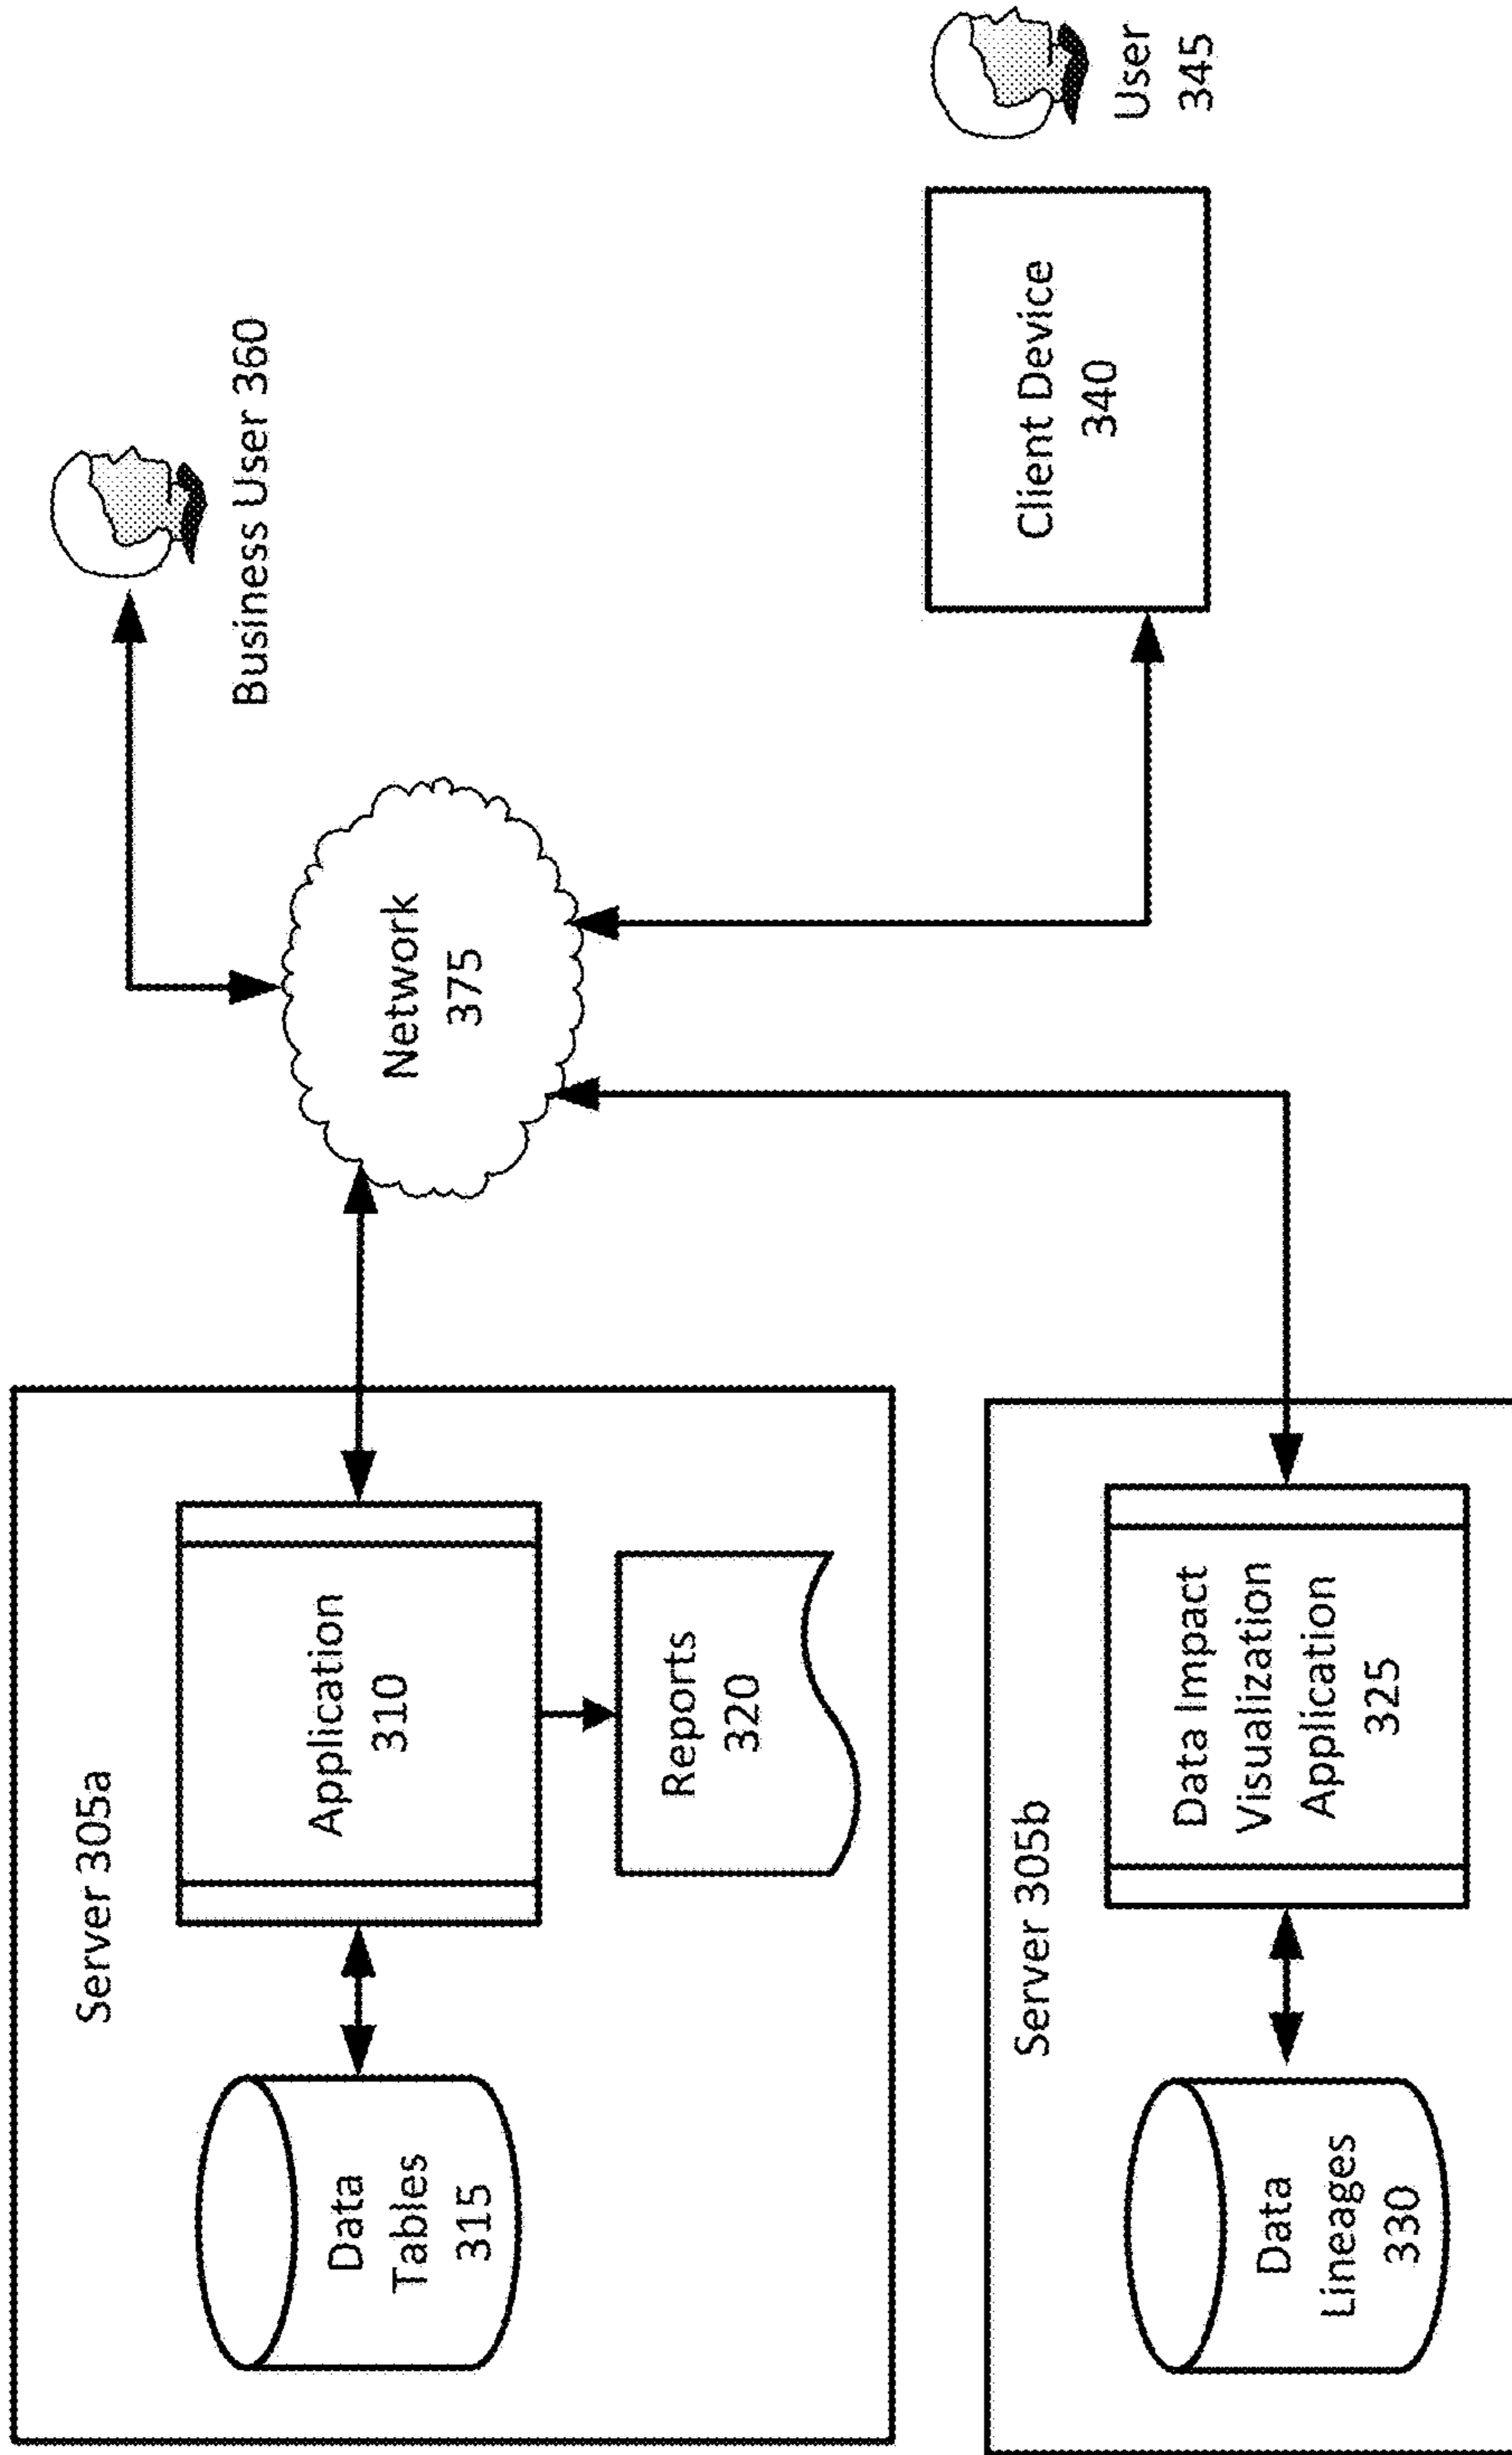 Server 305a
Data
Tables
315
Application
310
Reports
320
Network
375
Business User 360
Server 305b
Data
Lineages
330
Data Impact
Visualization
Application
325
Client Device
340
User
345